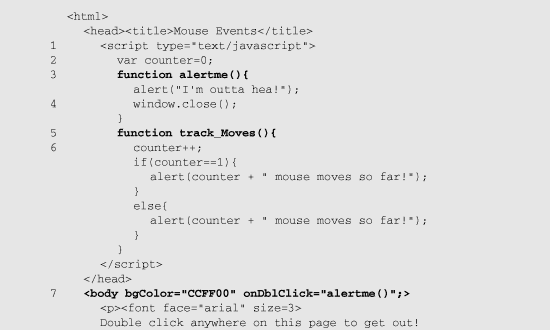 <html>
<head><title>Mouse Events</title>
1 <script type="text/javascript">
2 var counter=0;
3 function alertme(){
alert("I'm outta hea!");
4 window.close();
}
5 function track_Moves(){
6 counter++;
if(counter==1){
alert(counter + " mouse moves so far!");
}
else{
alert(counter + " mouse moves so far!");
}
}
</script>
</head>
7 <body bgColor="CCFF00" onDblClick="alertme()";>
<p><font face="arial" size=3>
Double click anywhere on this page to get out!